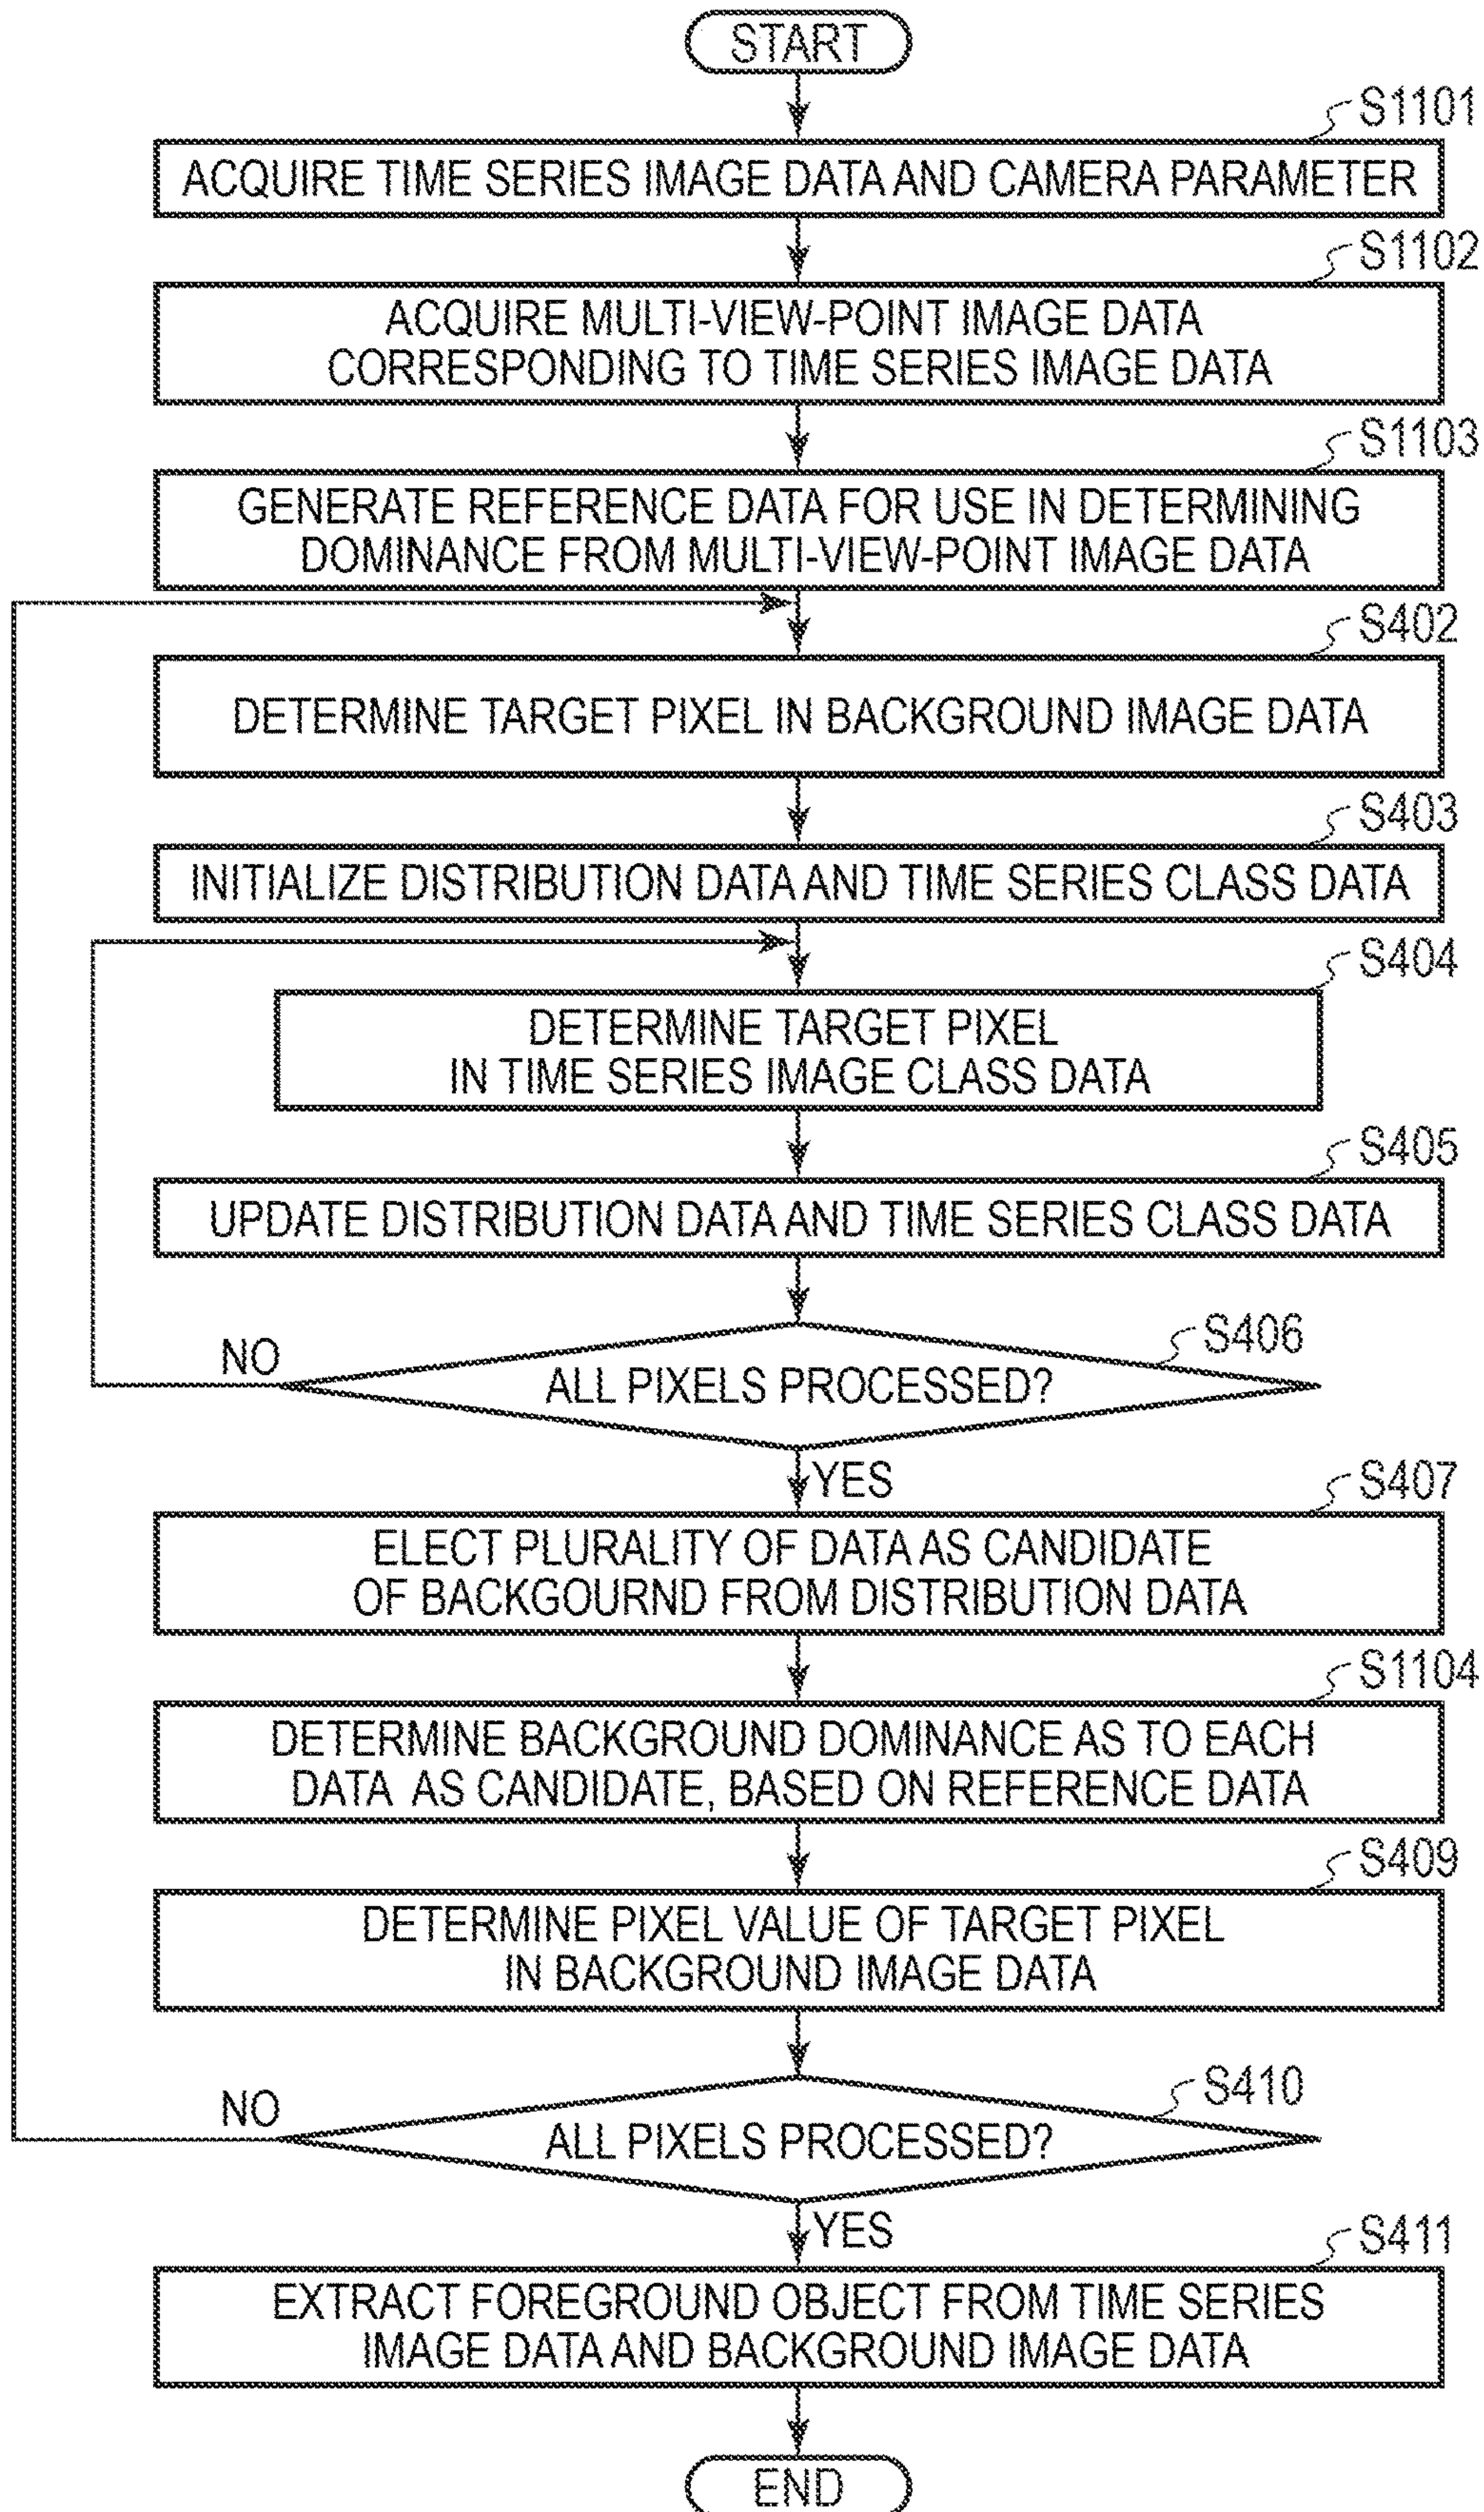 START
S1101
ACQUIRE TIME SERIES IMAGE DATA AND CAMERA PARAMETER
S1102
ACQUIRE MULTI-VIEW-POINT IMAGE DATA
CORRESPONDING TO TIME SERIES IMAGE DATA
S1103
GENERATE REFERENCE DATA FOR USE IN DETERMINING
DOMINANCE FROM MULTI-VIEW-POINT IMAGE DATA
S402
DETERMINE TARGET PIXEL IN BACKGROUND IMAGE DATA
S403
INITIALIZE DISTRIBUTION DATA AND TIME SERIES CLASS DATA
S404
DETERMINE TARGET PIXEL
IN TIME SERIES IMAGE CLASS DATA
S405
UPDATE DISTRIBUTION DATA AND TIME SERIES CLASS DATA
S406
NO
ALL PIXELS PROCESSED?
YES
S407
ELECT PLURALITY OF DATA AS CANDIDATE
OF BACKGOURND FROM DISTRIBUTION DATA
S1104
DETERMINE BACKGROUND DOMINANCE AS TO EACH
DATA AS CANDIDATE, BASED ON REFERENCE DATA
S409
DETERMINE PIXEL VALUE OF TARGET PIXEL
IN BACKGROUND IMAGE DATA
S410
NO
ALL PIXELS PROCESSED?
YES
S411
EXTRACT FOREGROUND OBJECT FROM TIME SERIES
IMAGE DATA AND BACKGROUND IMAGE DATA
END